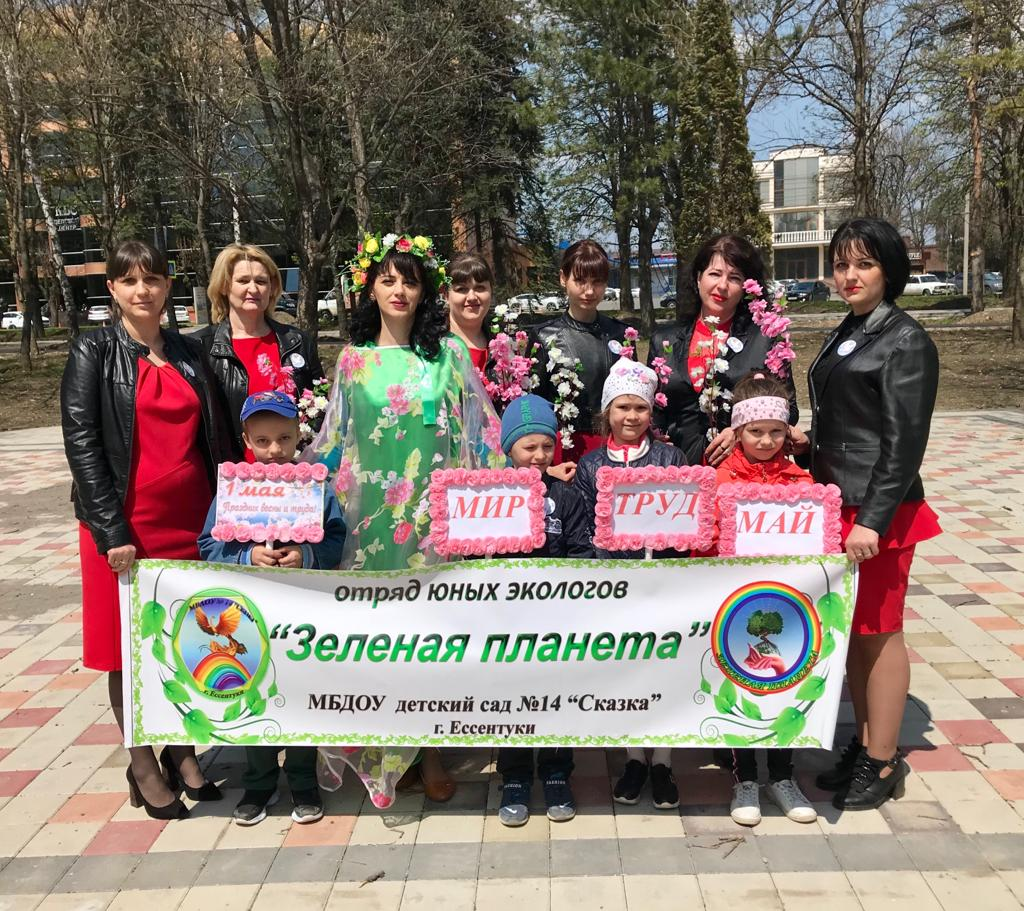 1 мая
Праздник весны и труда!
МИР
ТРУД
МАЙ
отряд юных экологов
"Зеленая планета"
МБДОУ детский сад №14 "Сказка"
г. Ессентуки
г. Ессентуки